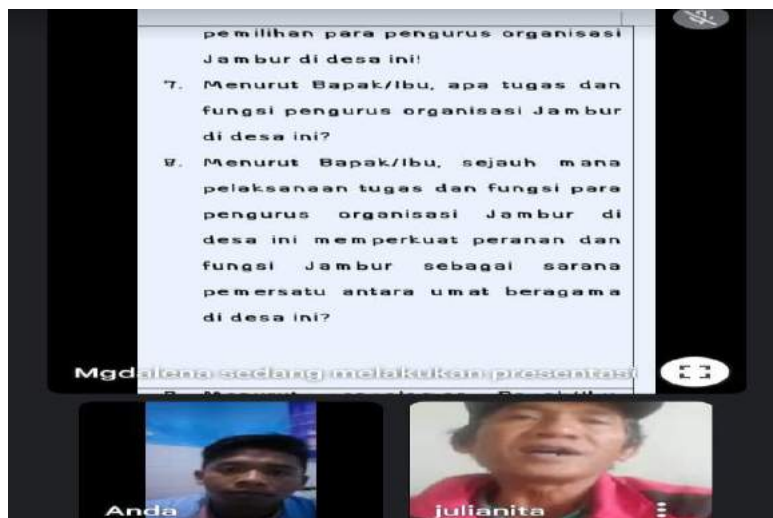 pemilihan para pengurus organisasi
Jambur di desa ini!
7. Menurut Bapak/Ibu, apa tugas dan
fungsi pengurus organisasi Jambur
di desa ini?
8. Menurut Bapak/Ibu, sejauh mana
pelaksanaan tugas dan fungsi para
pengurus organisasi Jambur di
desa ini memperkuat peranan dan
fungsi Jambur sebagai sarana
pemersatu antara umat beragama
di desa ini?
Mgdalena sedang melakukan presentasi
Anda
julianita